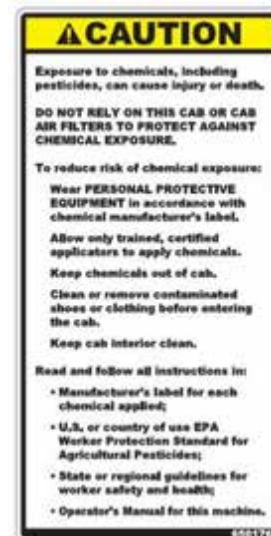 CAUTION
Exposure to chemicals, including
pesticides, can cause injury or death.
DO NOT RELY ON THIS CAB OR CAB
AIR FILTERS TO PROTECT AGAINST
CHEMICAL EXPOSURE.
To reduce risk of chemical exposure:
Wear PERSONAL PROTECTIVE
EQUIPMENT in accordance with
chemical manufacturer's label.
Allow only trained, certified
applicators to apply chemicals.
Keep chemicals out of cab.
Clean or remove contaminated
shoes or clothing before entering
the cab.
Keep cab interior clean.
Read and follow all instructions in:
• Manufacturer's label for each
chemical applied;
• U.S. or country of use EPA
Worker Protection Standard for
Agricultural Pesticides;
• State or regional guidelines for
worker safety and health;
• Operator's Manual for this machine.